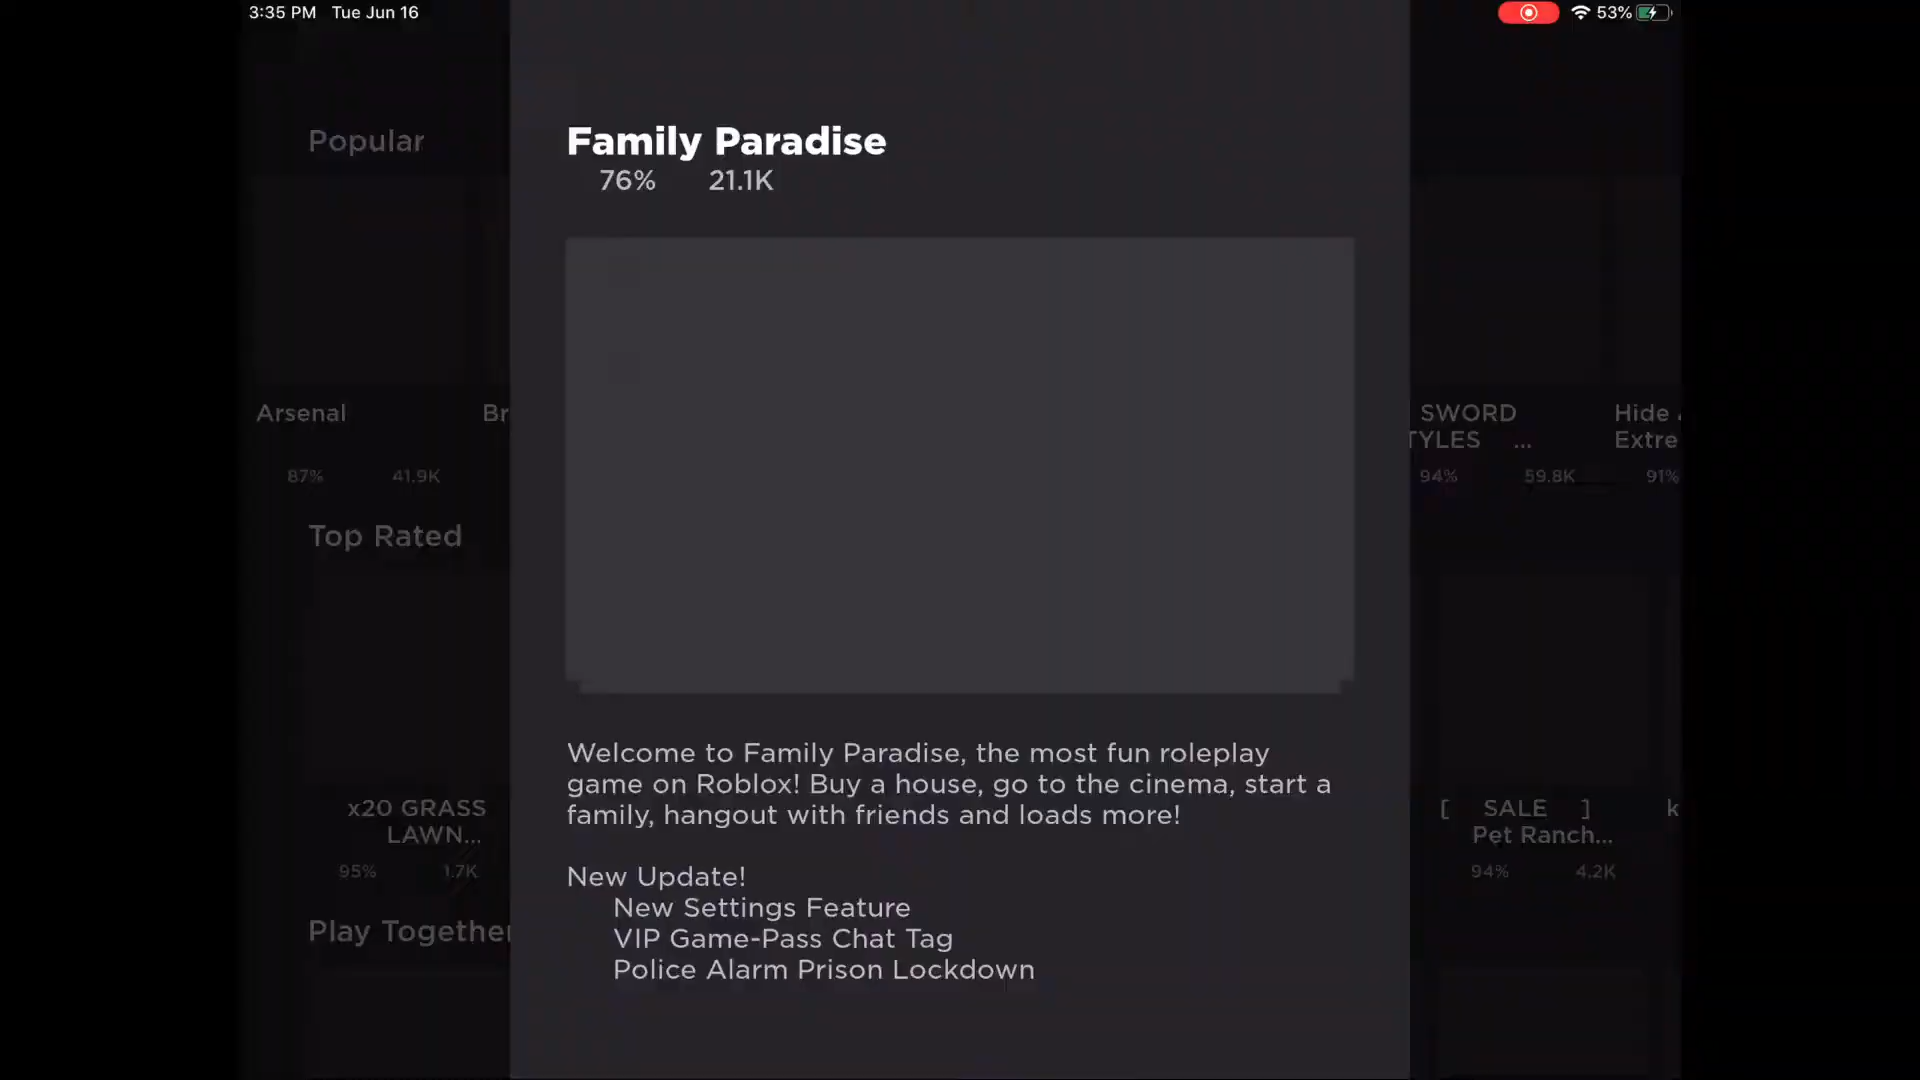 3:35 PM Tue Jun 16
53%
Popular
Family Paradise
76% 21.1K
Arsenal
Br
SWORD
TYLES ...
Hide
Extre
87% 41.9K
94% 59.8K
91%
Top Rated
Welcome to Family Paradise, the most fun roleplay
game on Roblox! Buy a house, go to the cinema, start a
family, hangout with friends and loads more!
x20 GRASS
LAWN...
[ SALE ]
Pet Ranch...
k
95% 1.7K
94% 4.2K
New Update!
New Settings Feature
VIP Game-Pass Chat Tag
Police Alarm Prison Lockdown
Play Together